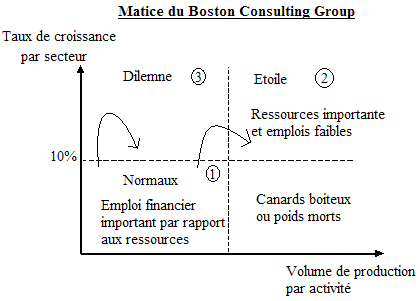 Matice du Boston Consulting Group
Taux de croissance
par secteur
Dilemne
3
Etoile
2
Ressources importante
et emplois faibles
10%
Normaux
1
Emploi financier
important par rapport
aux ressources
Canards boiteux
ou poids morts
Volume de production
par activité